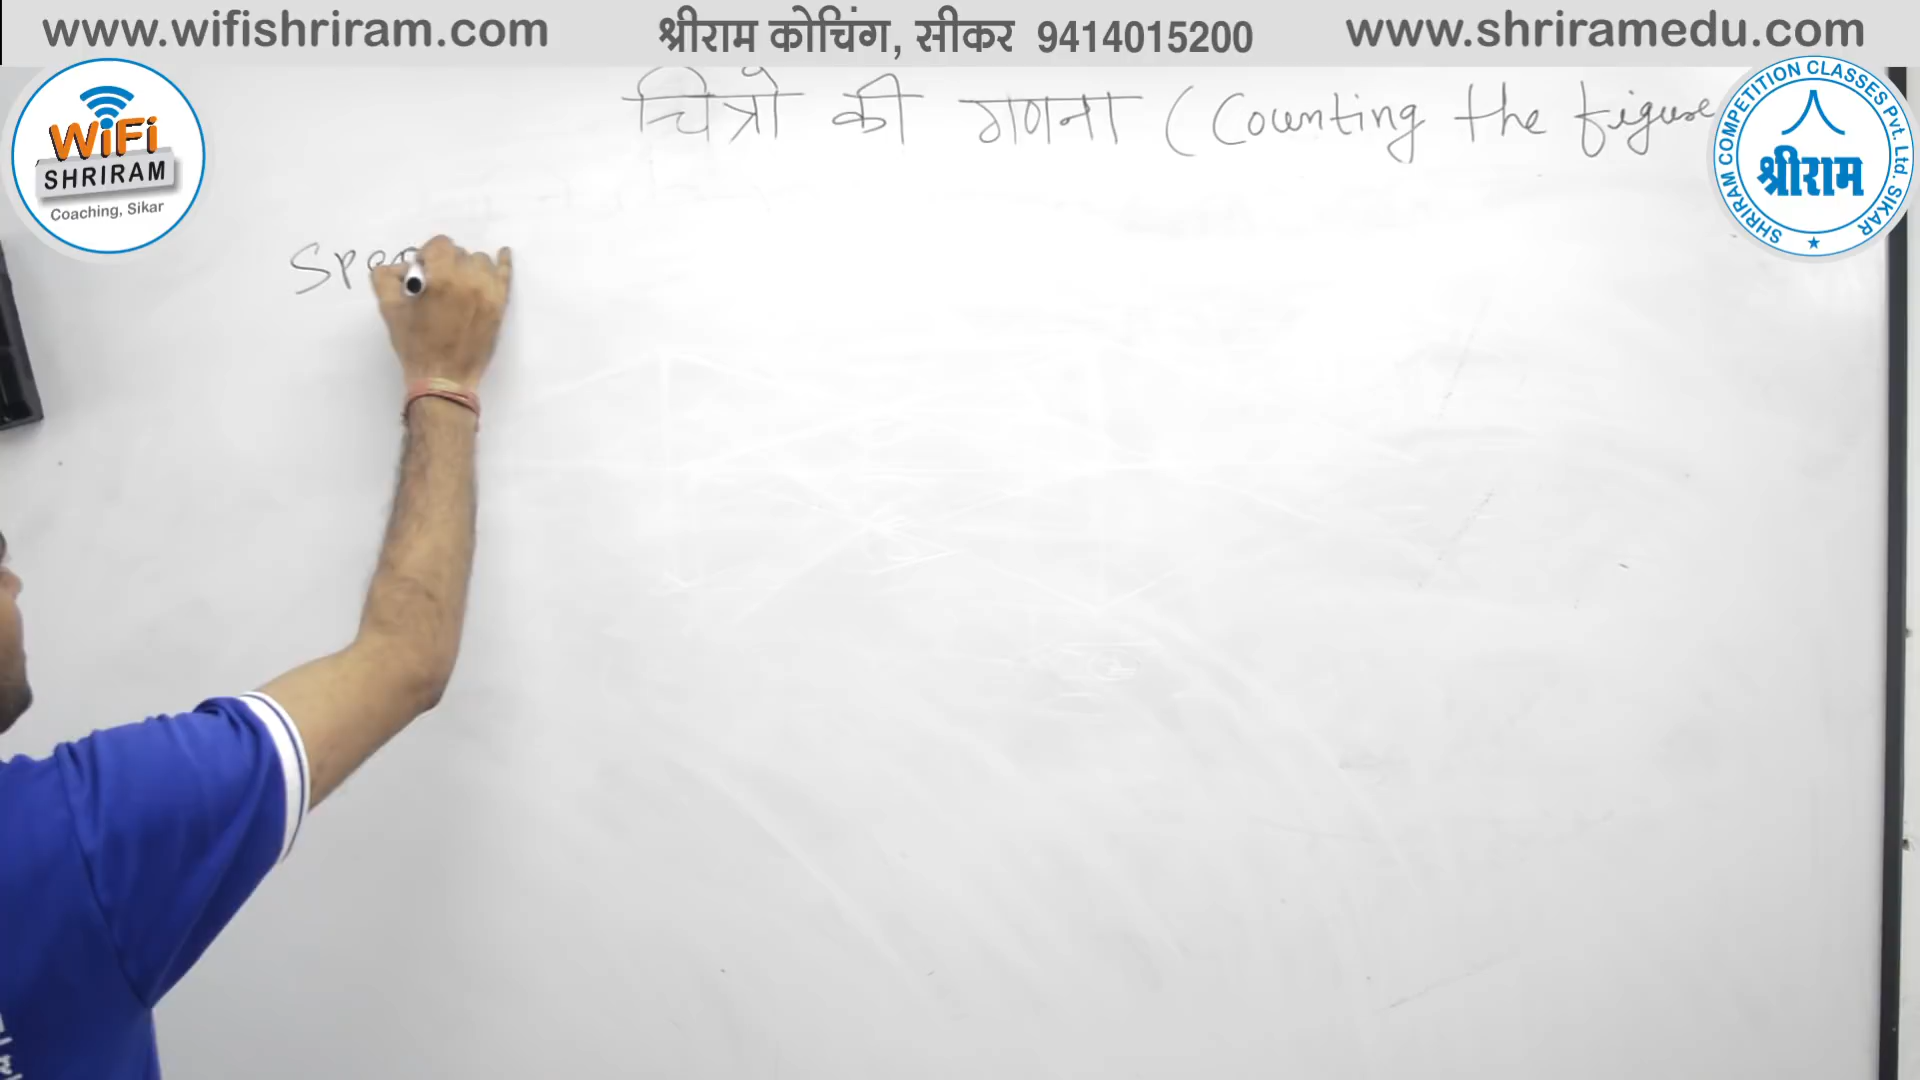 www.wifishriram.com श्रीराम कोचिंग, सीकर 9414015200 www.shriramedu.com
WiFi
SHRIRAM
Coaching, Sikar
चित्रो की गणना ( Counting the figure
SHRIRAM COMPETITION CLASSES Pvt. Ltd. SIKAR
श्रीराम